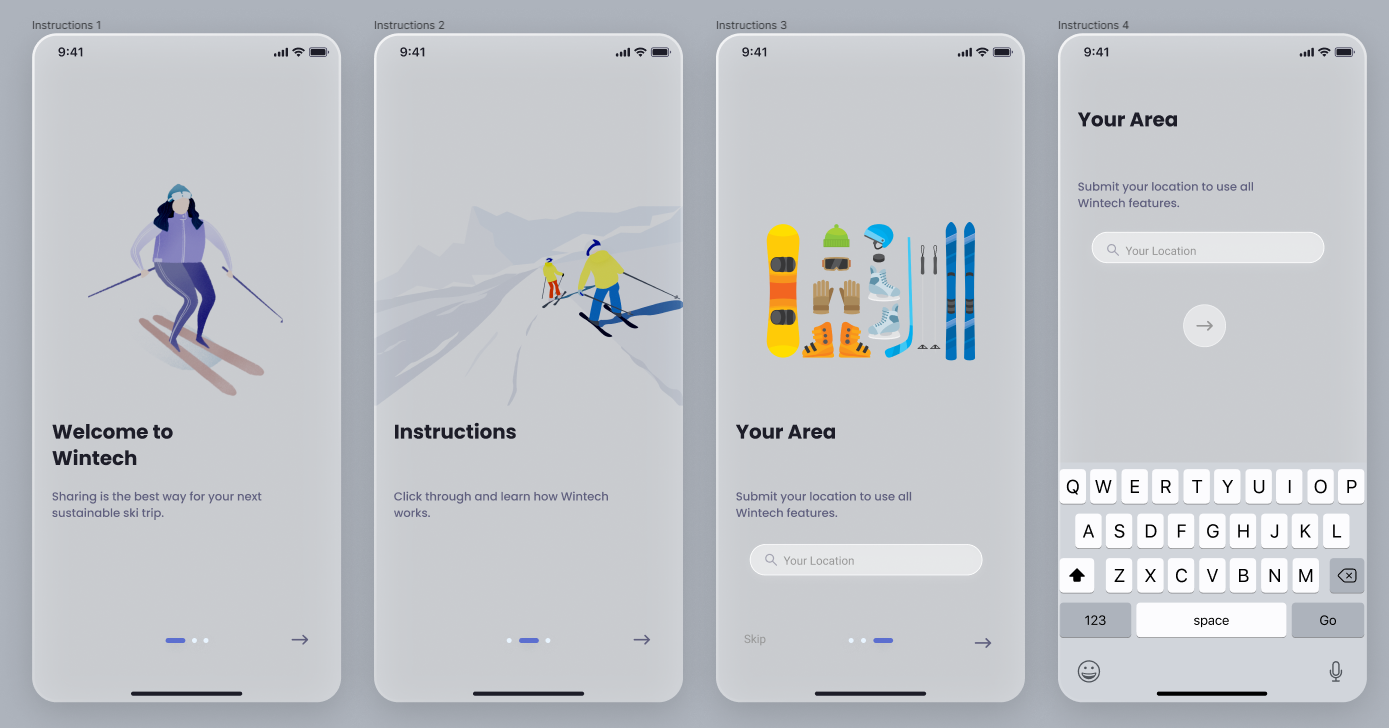 Instructions 1
9:41
Welcome to
Wintech
Sharing is the best way for your next
sustainable ski trip.
Instructions 2
9:41
Instructions
Click through and learn how Wintech
works.
Instructions 3
9:41
Your Area
Submit your location to use all
Wintech features.
Your Location
Skip
Instructions 4
9:41
Your Area
Submit your location to use all
Wintech features.
Your Location
Q W E R T Y U I O P
A S D F G H J K L
Z X C V B N M
123 space Go